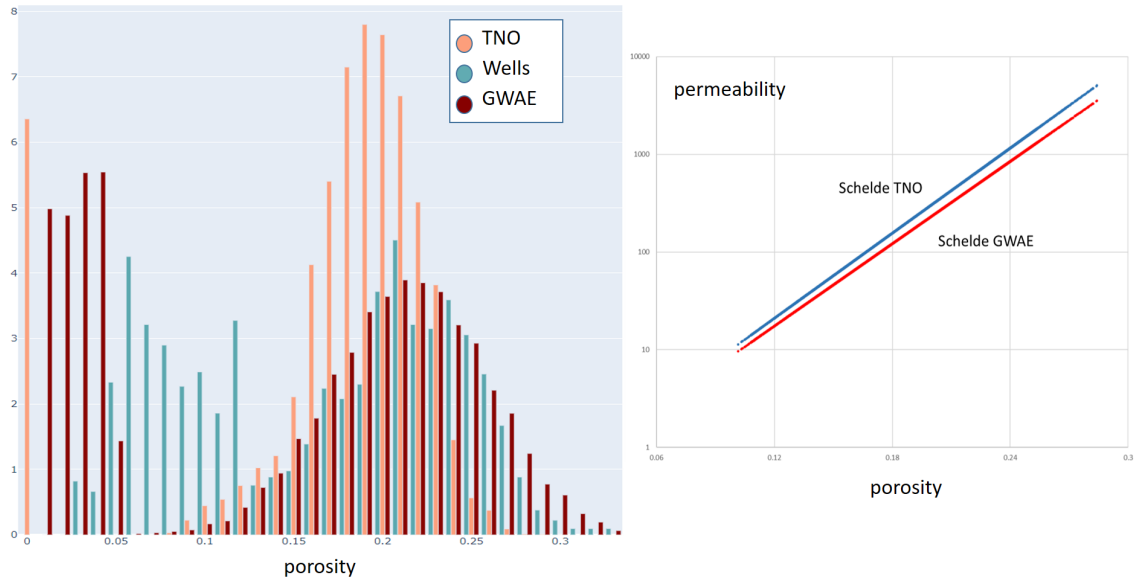 8
7
6
5
4
3
2
1
0
TNO
Wells
GWAE
0 0.05 0.1 0.15 0.2 0.25 0.3
porosity
permeability
10000
1000
100
10
1
Schelde TNO
Schelde GWAE
0.06 0.12 0.18 0.24 0.3
porosity